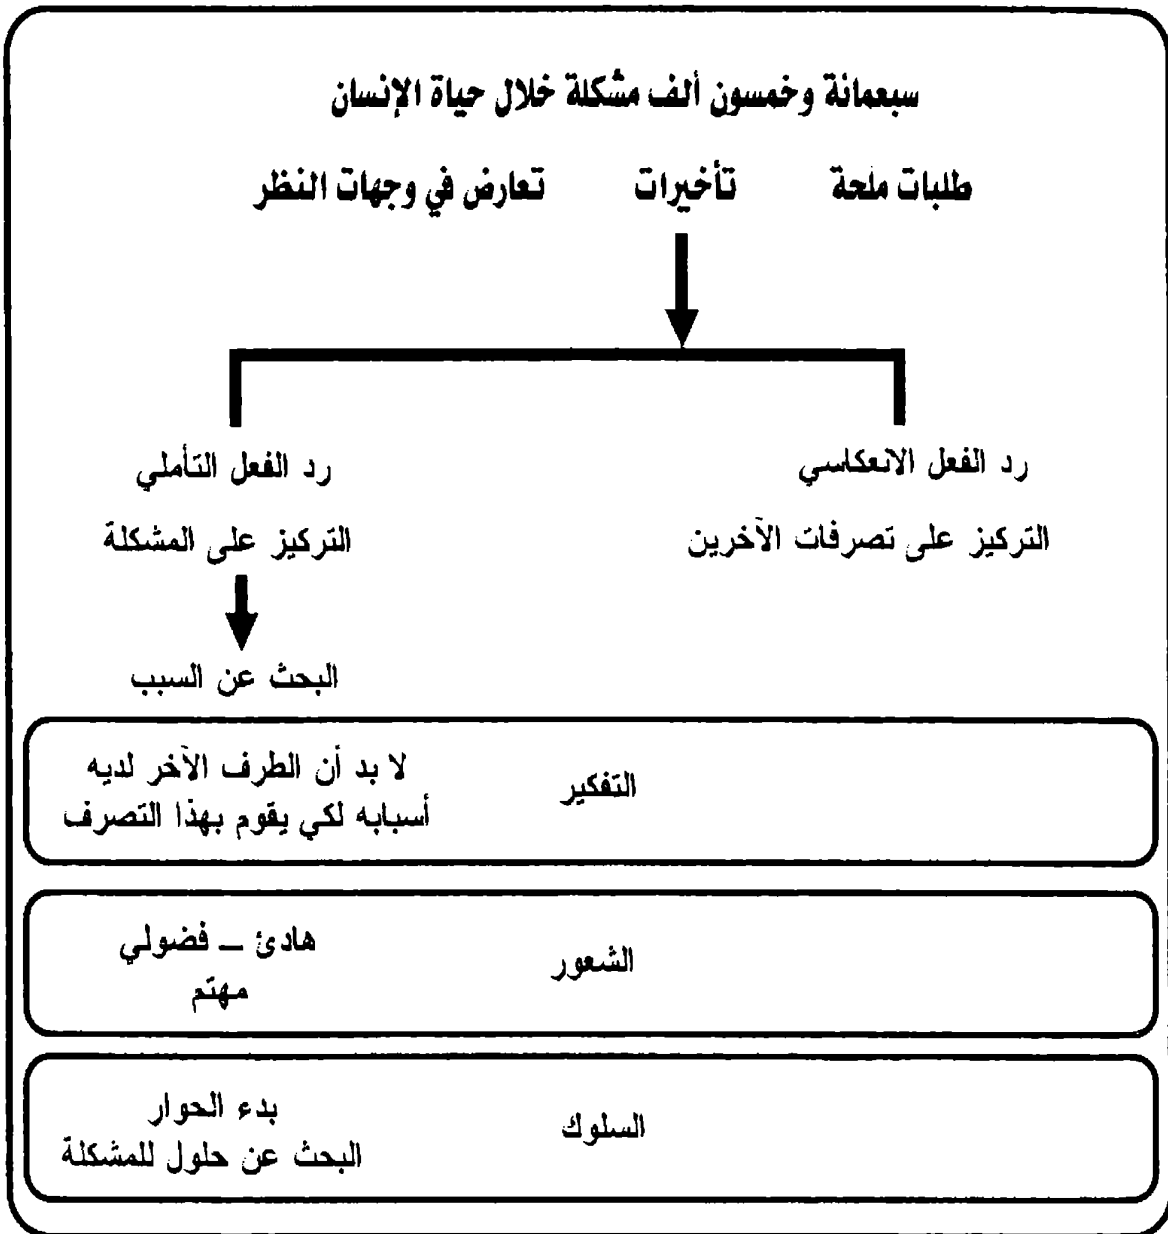 سبعمائة وخمسون ألف مشكلة خلال حياة الإنسان
طلبات ملحة تأخيرات تعارض في وجهات النظر
رد الفعل الانعكاسي رد الفعل التأملي
التركيز على تصرفات الآخرين التركيز على المشكلة
البحث عن السبب
التفكير
لا بد أن الطرف الآخر لديه
أسبابه لكي يقوم بهذا التصرف
الشعور
هادئ – فضولي
مهتم
السلوك
بدء الحوار
البحث عن حلول للمشكلة